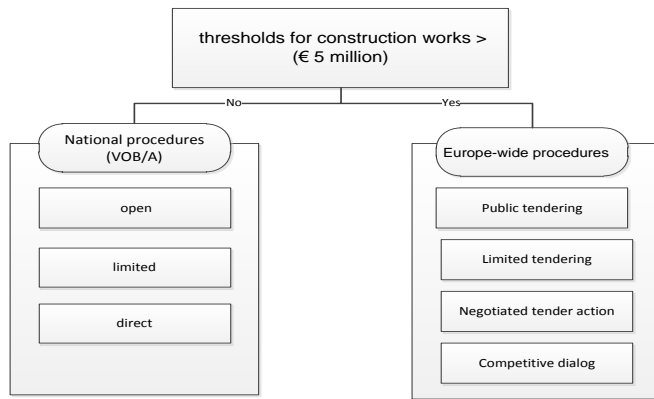 thresholds for construction works >
(€ 5 million)
No
Yes
National procedures
(VOB/A)
open
limited
direct
Europe-wide procedures
Public tendering
Limited tendering
Negotiated tender action
Competitive dialog